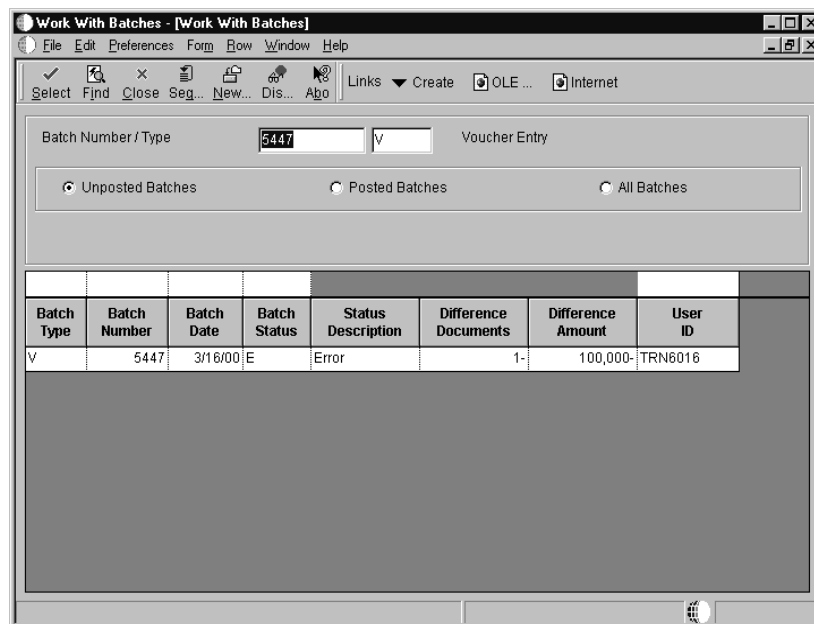 Work With Batches - [Work With Batches]
File Edit Preferences Form Row Window Help
Select Find Close Seq... New... Dis... Abo Links Create OLE ... Internet
Batch Number / Type 5447 V Voucher Entry
Unposted Batches Posted Batches All Batches
Batch Type Batch Number Batch Date Batch Status Status Description Difference Documents Difference Amount User ID
V 5447 3/16/00 E Error 1- 100,000- TRN6016